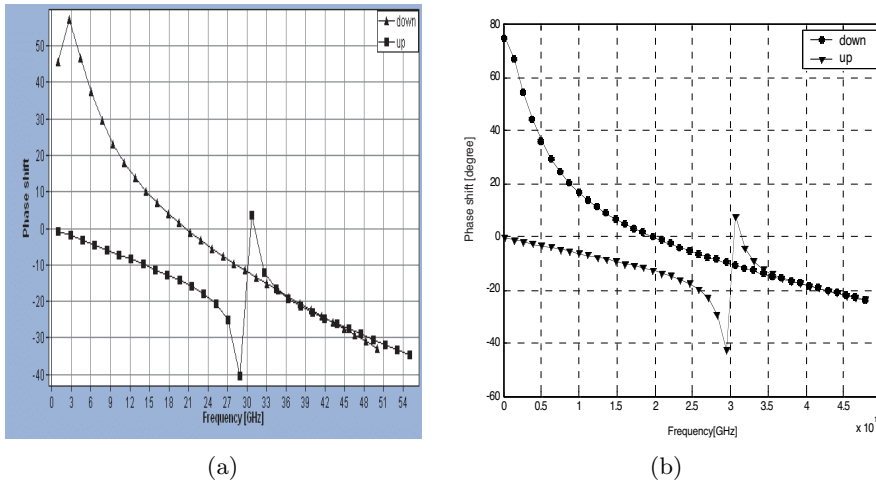 down
up
50
40
30
20
10
0
-10
-20
-30
-40
Phase shift
0 3 6 9 12 15 18 21 24 27 30 33 36 39 42 45 48 51 54
Frequency[GHz]
(a)
down
up
80
60
40
20
0
-20
-40
-60
Phase shift [degree]
0 0.5 1 1.5 2 2.5 3 3.5 4 4.5
Frequency[GHz]
x 10
(b)